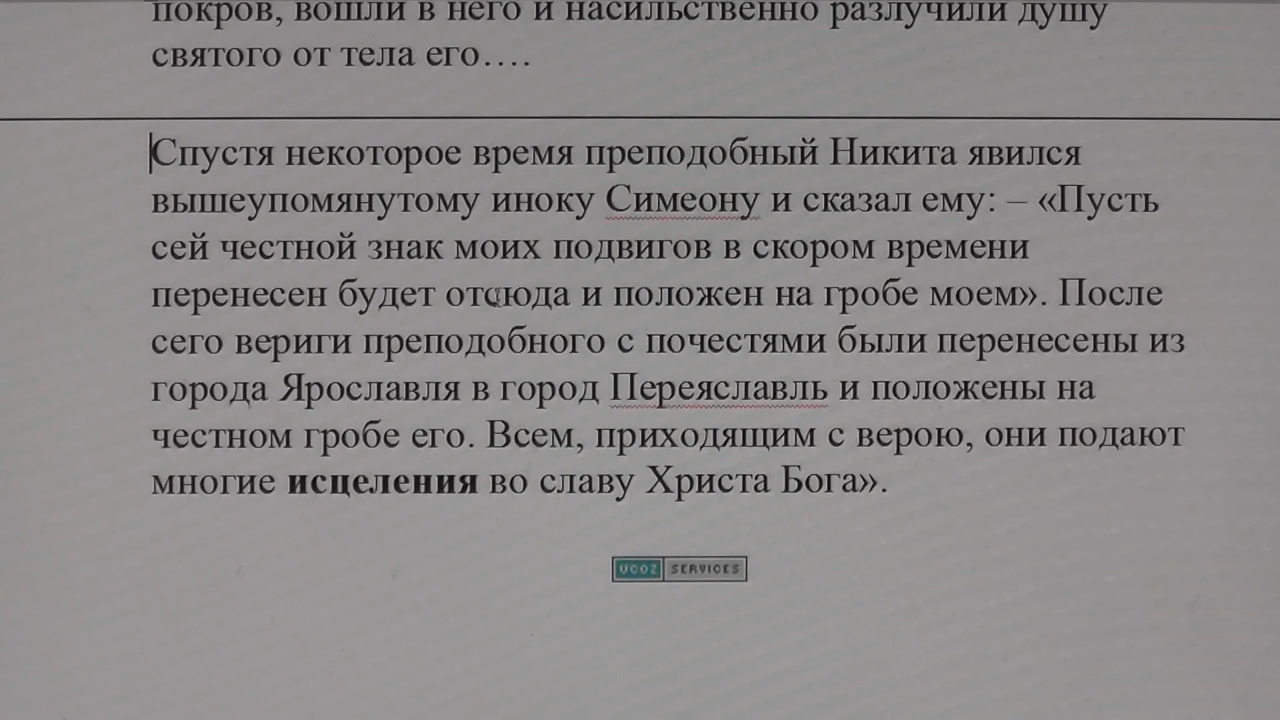 покров, вошли в него и насильственно разлучили душу
святого от тела его….
Спустя некоторое время преподобный Никита явился
вышеупомянутому иноку Симеону и сказал ему: – «Пусть
сей честной знак моих подвигов в скором времени
перенесен будет отсюда и положен на гробе моем». После
сего вериги преподобного с почестями были перенесены из
города Ярославля в город Переяславль и положены на
честном гробе его. Всем, приходящим с верою, они подают
многие исцеления во славу Христа Бога».
UCOZ SERVICES